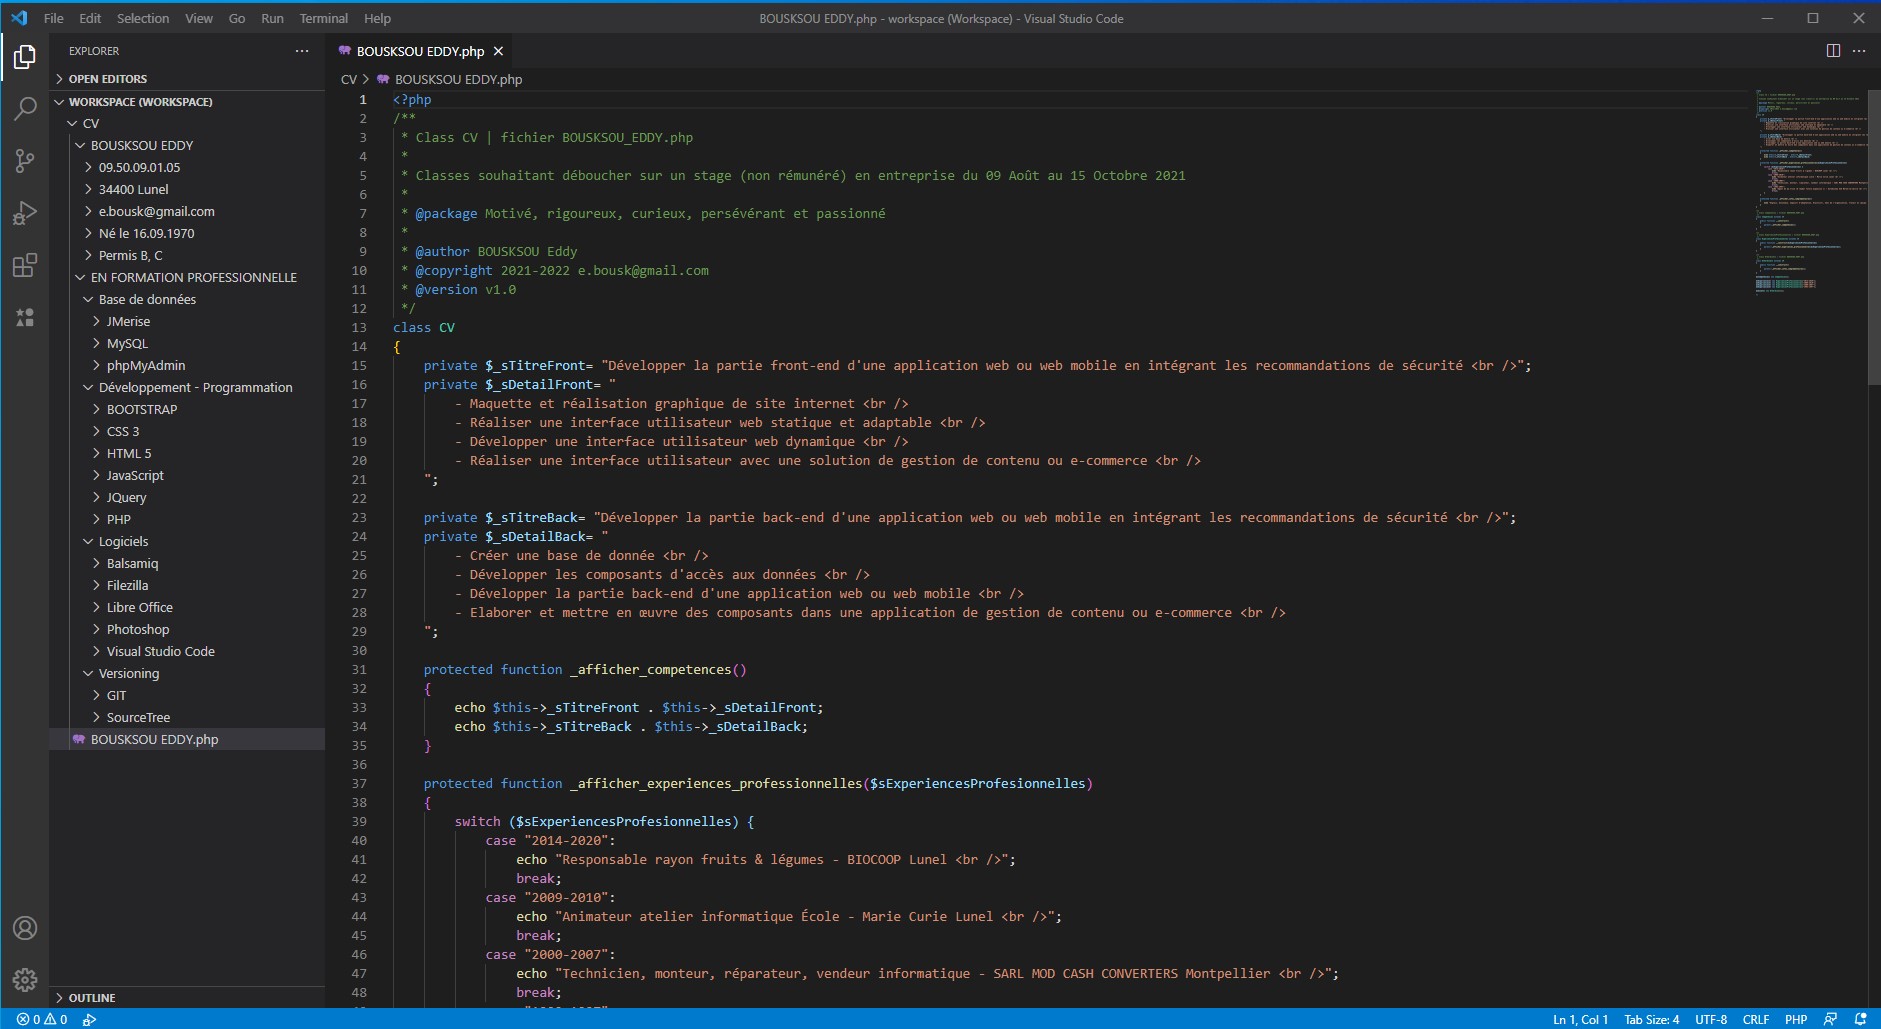 File Edit Selection View Go Run Terminal Help
BOUSKSOU EDDY.php - workspace (Workspace) - Visual Studio Code
EXPLORER
OPEN EDITORS
WORKSPACE (WORKSPACE)
CV
BOUSKSOU EDDY
09.50.09.01.05
34400 Lunel
e.bousk@gmail.com
Né le 16.09.1970
Permis B, C
EN FORMATION PROFESSIONNELLE
Base de données
JMerise
MySQL
phpMyAdmin
Développement - Programmation
BOOTSTRAP
CSS 3
HTML 5
JavaScript
JQuery
PHP
Logiciels
Balsamiq
Filezilla
Libre Office
Photoshop
Visual Studio Code
Versioning
GIT
SourceTree
BOUSKSOU EDDY.php
OUTLINE
BOUSKSOU EDDY.php
CV > BOUSKSOU EDDY.php
1 <?php
2 /**
3 * Class CV | fichier BOUSKSOU_EDDY.php
4 *
5 * Classes souhaitant déboucher sur un stage (non rémunéré) en entreprise du 09 Août au 15 Octobre 2021
6 *
7 * @package Motivé, rigoureux, curieux, persévérant et passionné
8 *
9 * @author BOUSKSOU Eddy
10 * @copyright 2021-2022 e.bousk@gmail.com
11 * @version v1.0
12 */
13 class CV
14 {
15 private $_sTitreFront= "Développer la partie front-end d'une application web ou web mobile en intégrant les recommandations de sécurité <br />";
16 private $_sDetailFront= "
17 - Maquette et réalisation graphique de site internet <br />
18 - Réaliser une interface utilisateur web statique et adaptable <br />
19 - Développer une interface utilisateur web dynamique <br />
20 - Réaliser une interface utilisateur avec une solution de gestion de contenu ou e-commerce <br />
21 ";
22
23 private $_sTitreBack= "Développer la partie back-end d'une application web ou web mobile en intégrant les recommandations de sécurité <br />";
24 private $_sDetailBack= "
25 - Créer une base de donnée <br />
26 - Développer les composants d'accès aux données <br />
27 - Développer la partie back-end d'une application web ou web mobile <br />
28 - Elaborer et mettre en œuvre des composants dans une application de gestion de contenu ou e-commerce <br />
29 ";
30
31 protected function _afficher_competences()
32 {
33 echo $this->_sTitreFront . $this->_sDetailFront;
34 echo $this->_sTitreBack . $this->_sDetailBack;
35 }
36
37 protected function _afficher_experiences_professionnelles($sExperiencesProfesionnelles)
38 {
39 switch ($sExperiencesProfesionnelles) {
40 case "2014-2020":
41 echo "Responsable rayon fruits & légumes - BIOCOOP Lunel <br />";
42 break;
43 case "2009-2010":
44 echo "Animateur atelier informatique École - Marie Curie Lunel <br />";
45 break;
46 case "2000-2007":
47 echo "Technicien, monteur, réparateur, vendeur informatique - SARL MOD CASH CONVERTERS Montpellier <br />";
48 break;
0 0
Ln 1, Col 1 Tab Size: 4 UTF-8 CRLF PHP